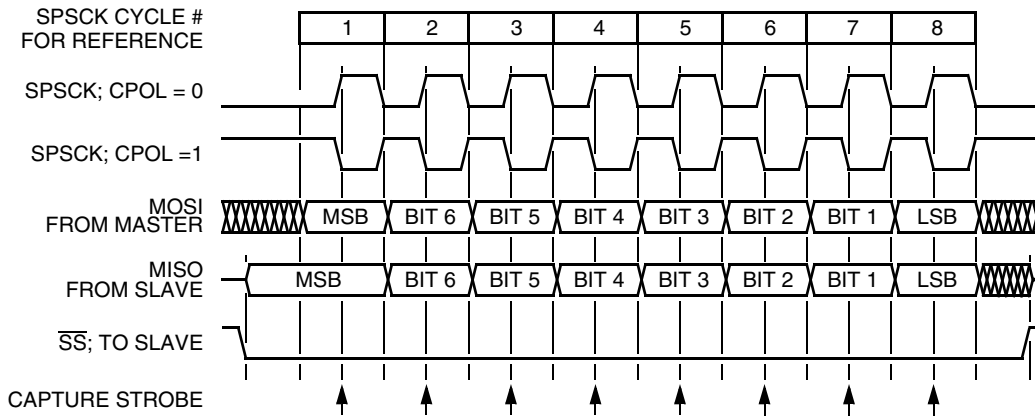 SPSCK CYCLE #
FOR REFERENCE
1 2 3 4 5 6 7 8
SPSCK; CPOL = 0
SPSCK; CPOL =1
MOSI
FROM MASTER
MSB BIT 6 BIT 5 BIT 4 BIT 3 BIT 2 BIT 1 LSB
MISO
FROM SLAVE
MSB BIT 6 BIT 5 BIT 4 BIT 3 BIT 2 BIT 1 LSB
SS; TO SLAVE
CAPTURE STROBE